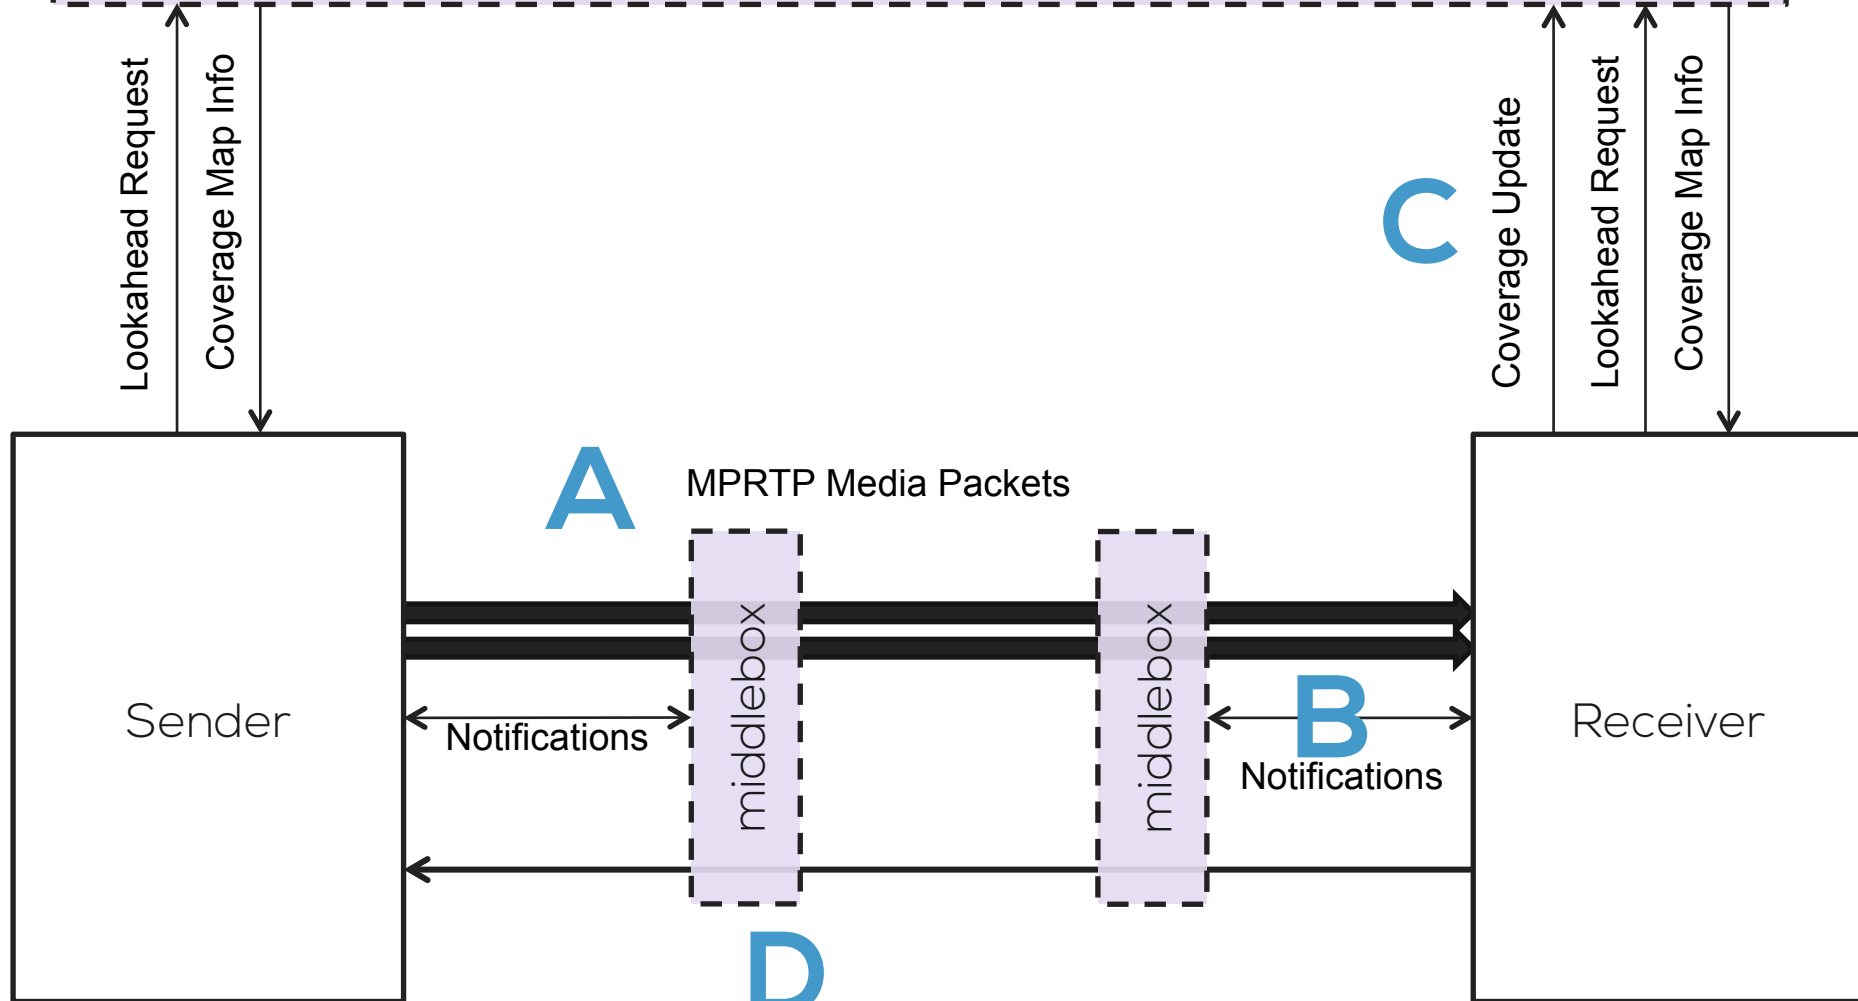 Lookahead Request
Coverage Map Info
C
Coverage Update
Lookahead Request
Coverage Map Info
A
MPRTP Media Packets
Sender
Notifications
middlebox
middlebox
B
Notifications
Receiver
D